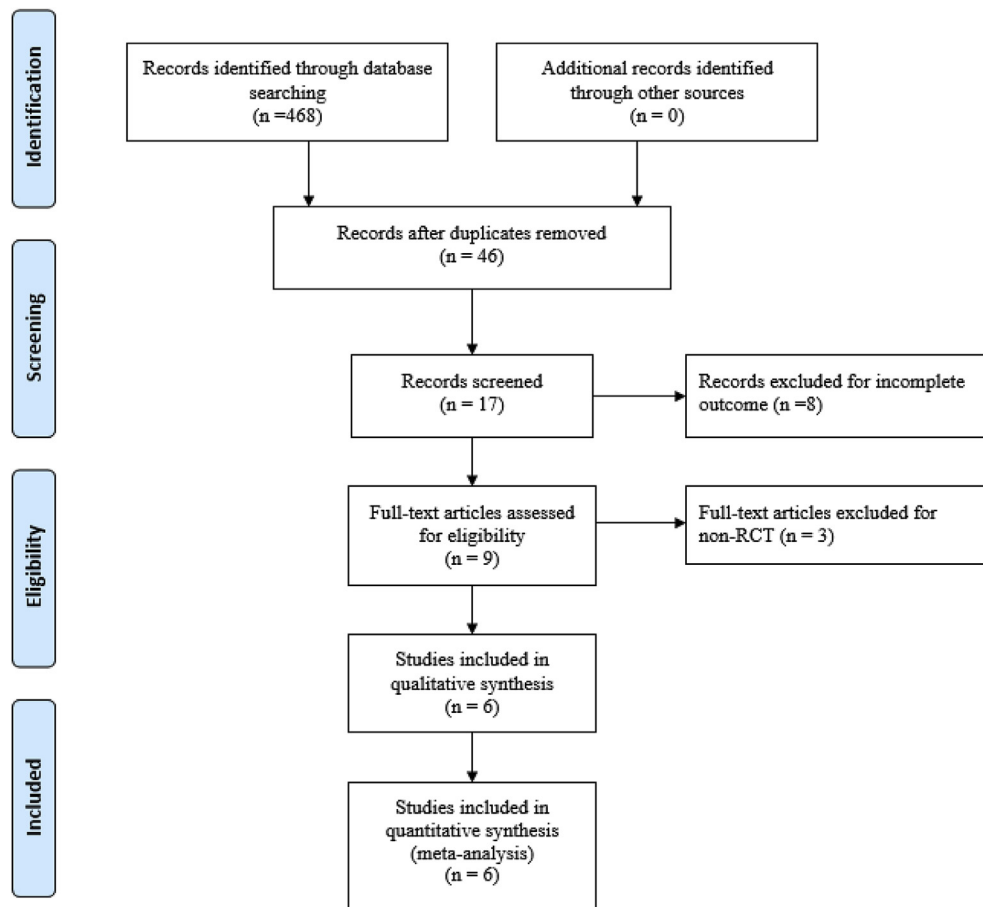 Identification
Records identified through database
searching
(n =468)
Additional records identified
through other sources
(n = 0)
Records after duplicates removed
(n = 46)
Screening
Records screened
(n = 17)
Records excluded for incomplete
outcome (n =8)
Eligibility
Full-text articles assessed
for eligibility
(n = 9)
Full-text articles excluded for
non-RCT (n = 3)
Studies included in
qualitative synthesis
(n = 6)
Included
Studies included in
quantitative synthesis
(meta-analysis)
(n = 6)